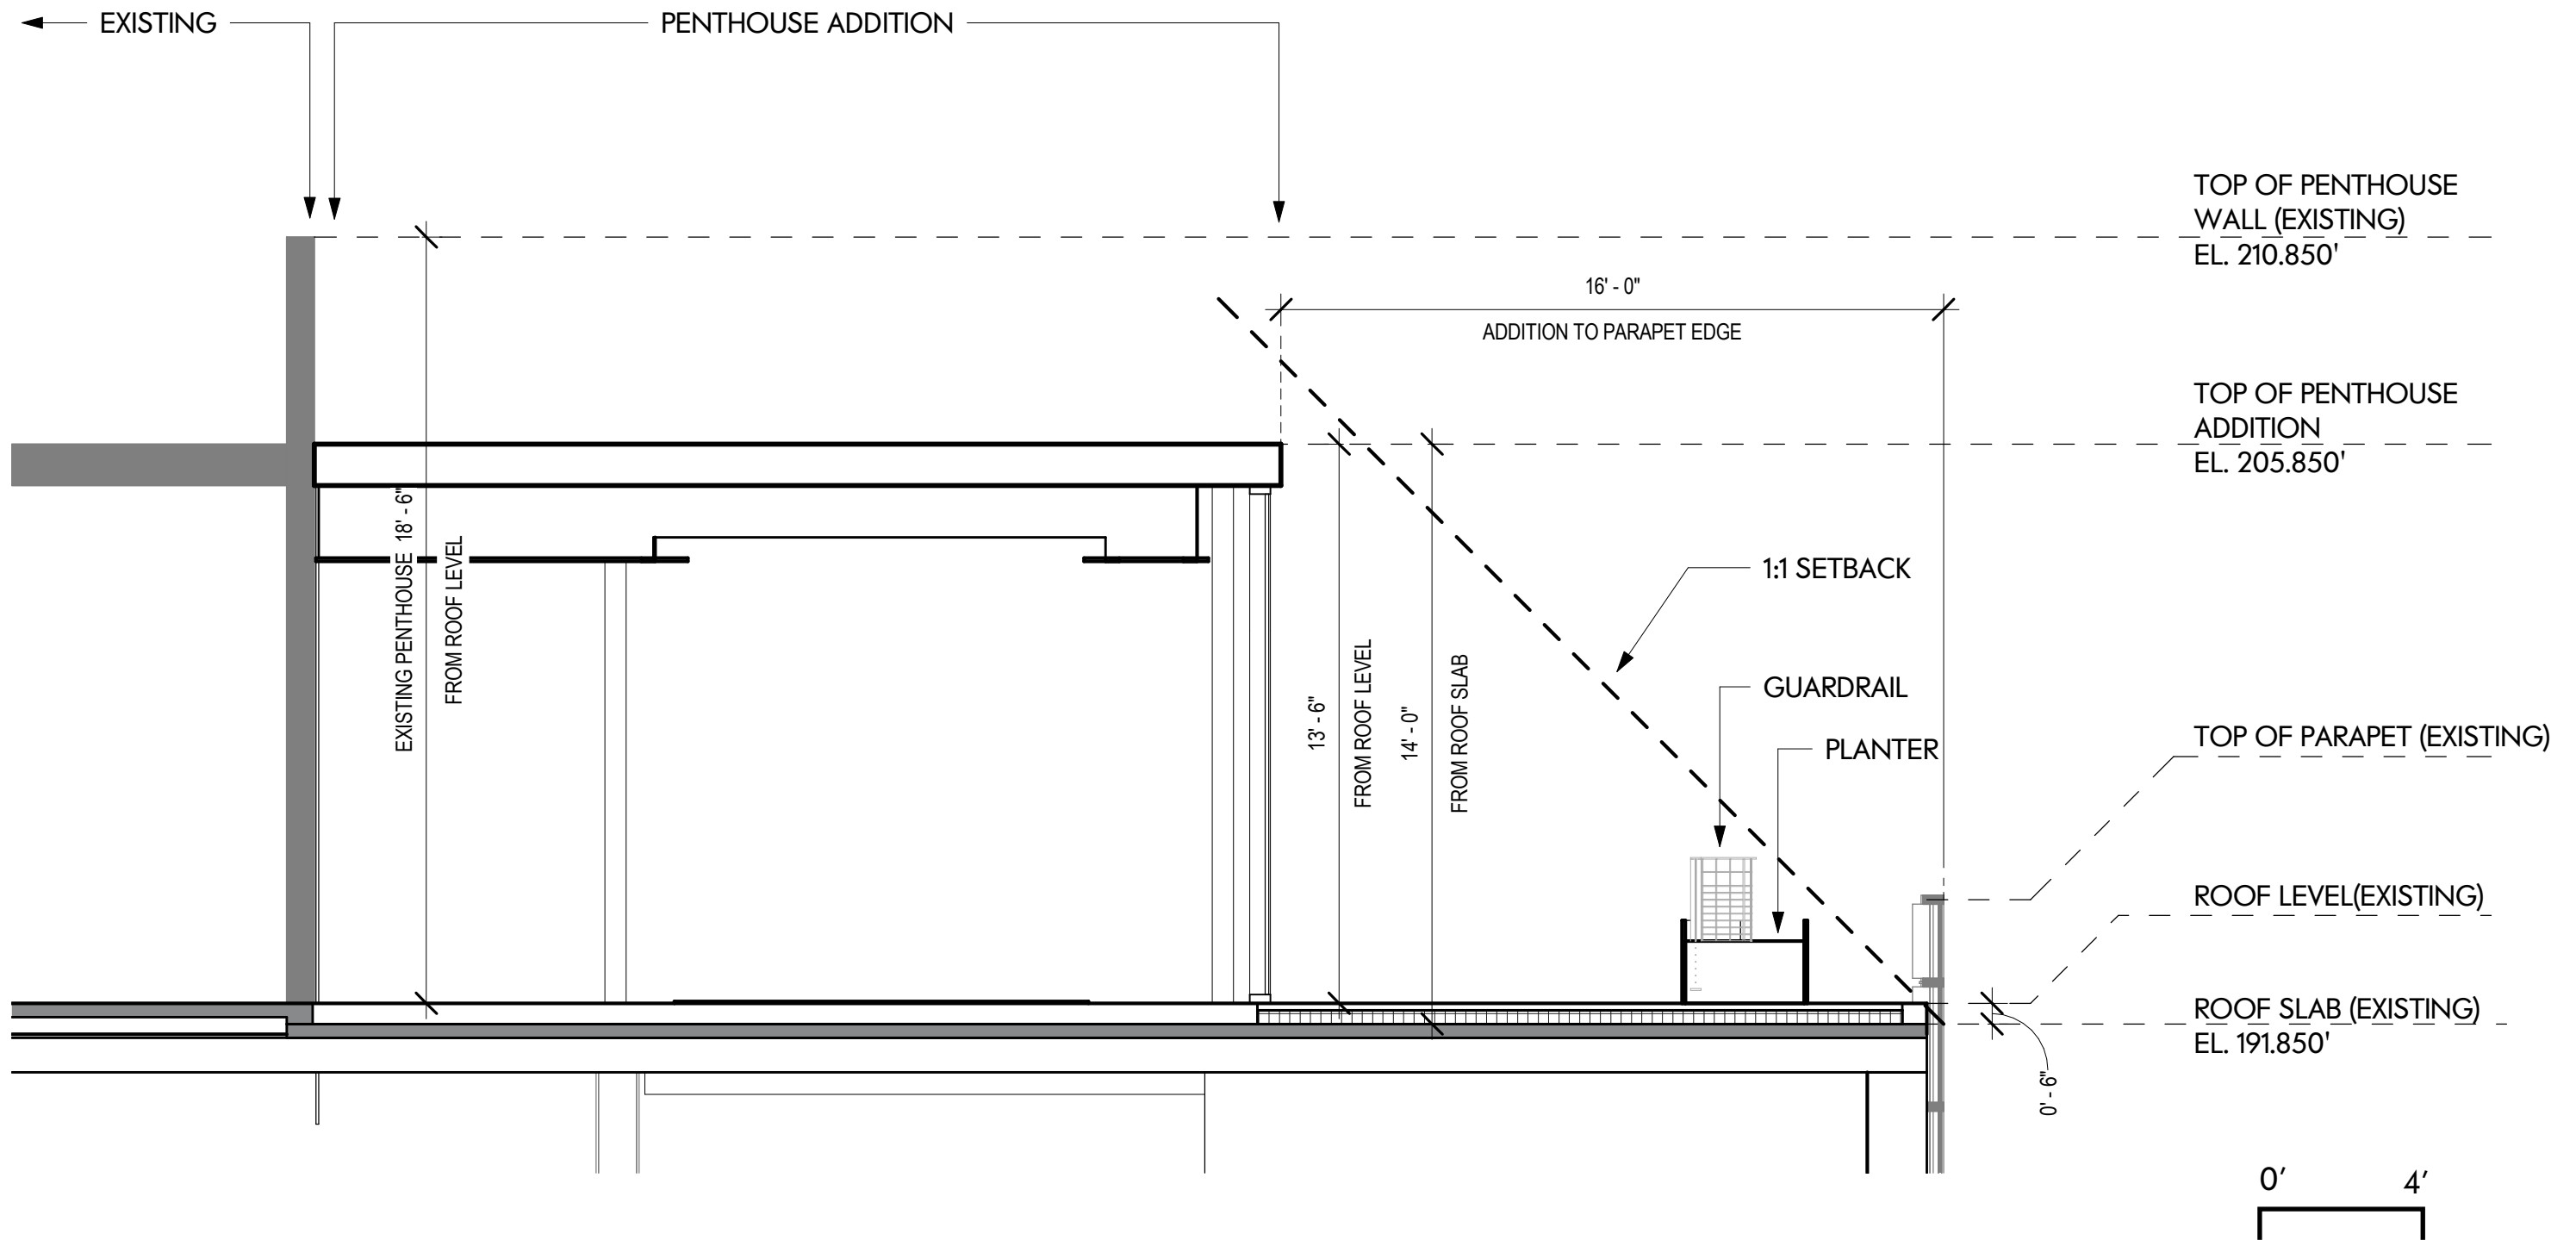 EXISTING
PENTHOUSE ADDITION
TOP OF PENTHOUSE
WALL (EXISTING)
EL. 210.850'
16' - 0"
ADDITION TO PARAPET EDGE
TOP OF PENTHOUSE
ADDITION
EL. 205.850'
EXISTING PENTHOUSE 18' - 6"
FROM ROOF LEVEL
13' - 6"
FROM ROOF LEVEL
14' - 0"
FROM ROOF SLAB
1:1 SETBACK
GUARDRAIL
PLANTER
TOP OF PARAPET (EXISTING)
ROOF LEVEL(EXISTING)
ROOF SLAB (EXISTING)
EL. 191.850'
0' - 6"
0' 4'